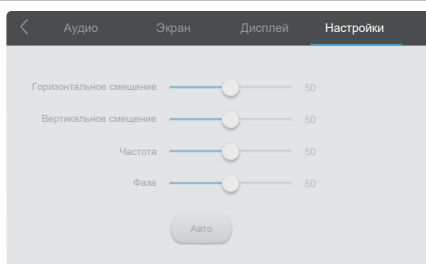 Аудио Экран Дисплей Настройки
Горизонтальное смещение 50
Вертикальное смещение 50
Частота 50
Фаза 50
Авто